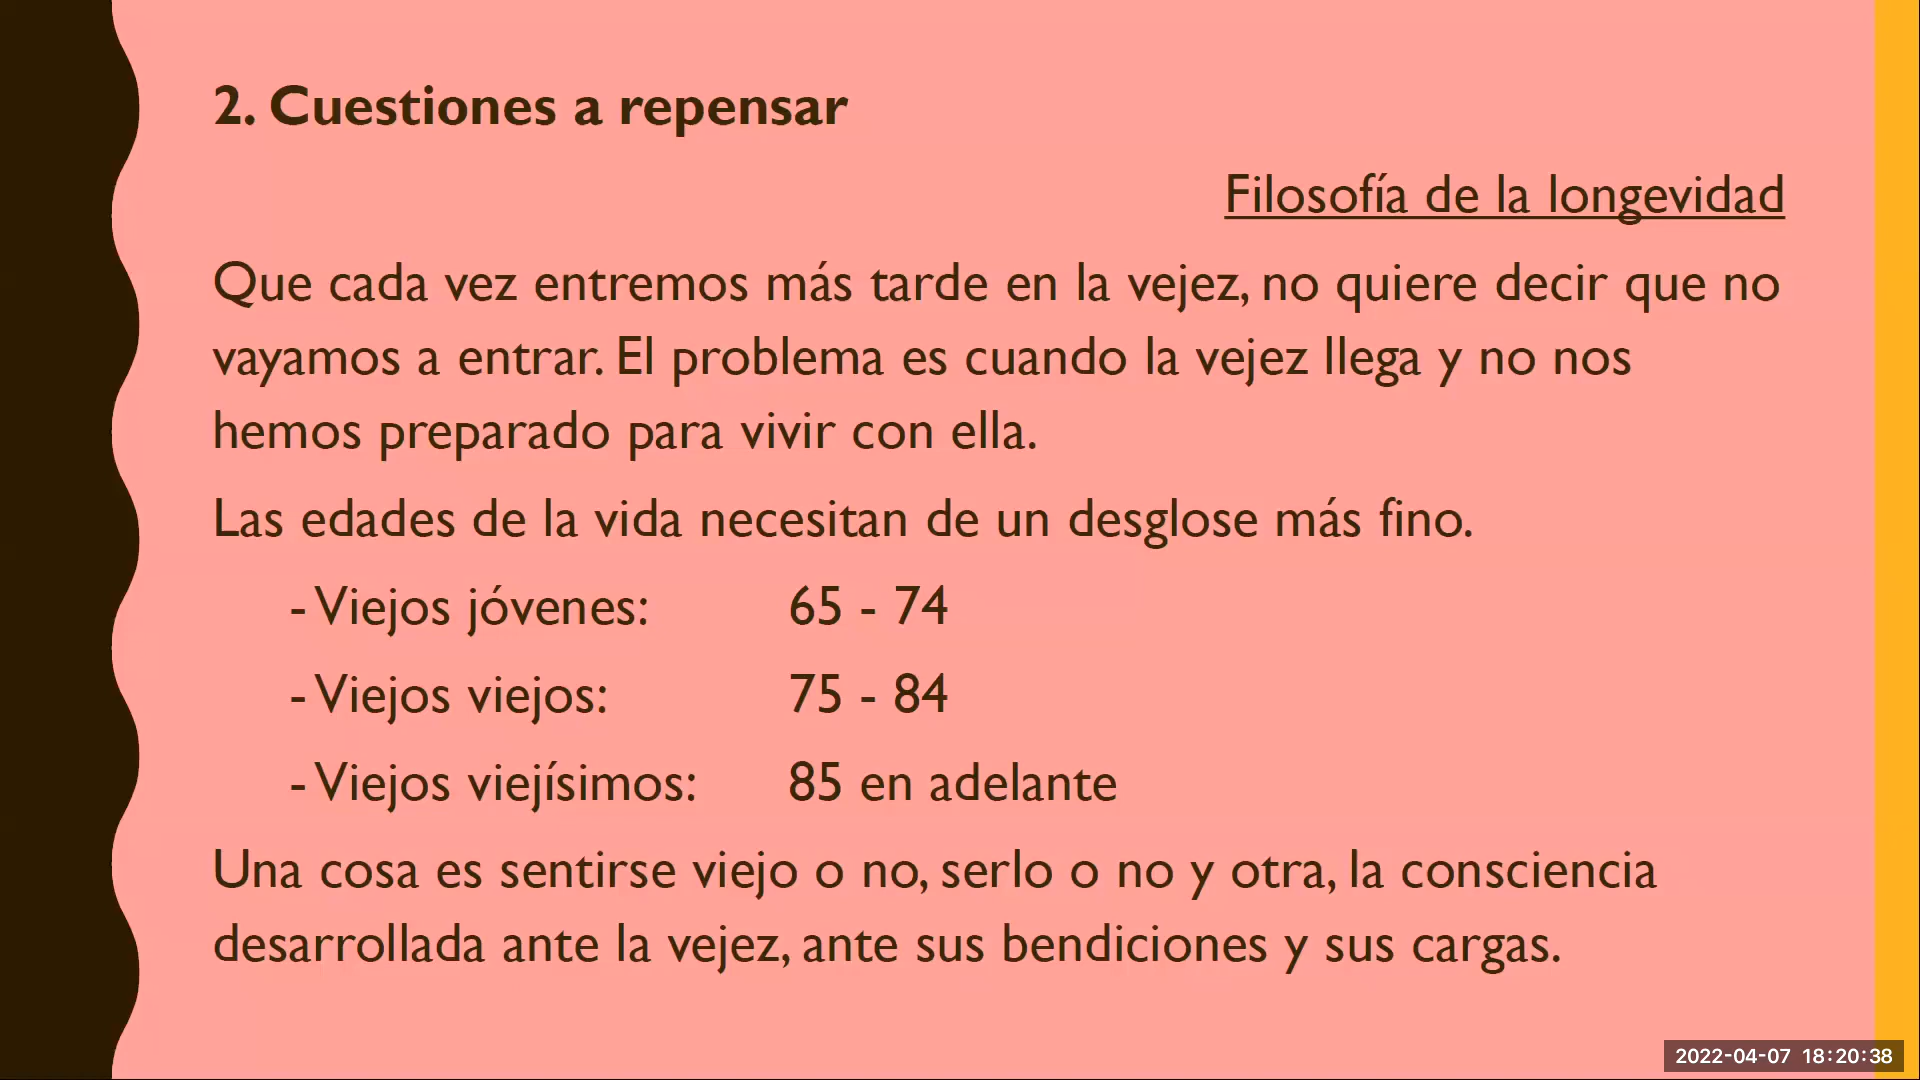 2. Cuestiones a repensar
Filosofía de la longevidad
Que cada vez entremos más tarde en la vejez, no quiere decir que no
vayamos a entrar. El problema es cuando la vejez llega y no nos
hemos preparado para vivir con ella.
Las edades de la vida necesitan de un desglose más fino.
- Viejos jóvenes: 65 - 74
- Viejos viejos: 75 - 84
- Viejos viejísimos: 85 en adelante
Una cosa es sentirse viejo o no, serlo o no y otra, la consciencia
desarrollada ante la vejez, ante sus bendiciones y sus cargas.
2022-04-07 18:20:38